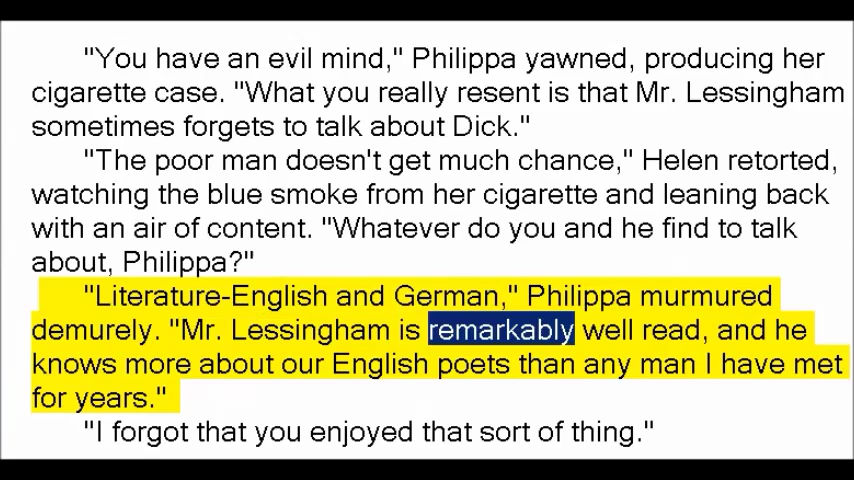 "You have an evil mind," Philippa yawned, producing her
cigarette case. "What you really resent is that Mr. Lessingham
sometimes forgets to talk about Dick."
"The poor man doesn't get much chance," Helen retorted,
watching the blue smoke from her cigarette and leaning back
with an air of content. "Whatever do you and he find to talk
about, Philippa?"
"Literature-English and German," Philippa murmured
demurely. "Mr. Lessingham is remarkably well read, and he
knows more about our English poets than any man I have met
for years."
"I forgot that you enjoyed that sort of thing."